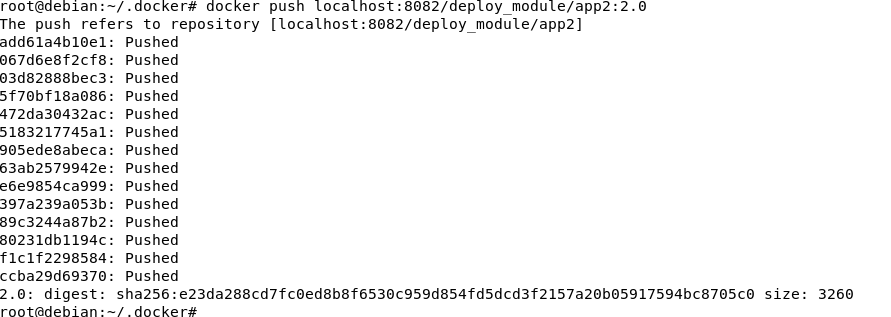 root@debian:~/.docker# docker push localhost:8082/deploy_module/app2:2.0
The push refers to repository [localhost:8082/deploy_module/app2]
add61a4b10e1: Pushed
067d6e8f2cf8: Pushed
03d82888bec3: Pushed
5f70bf18a086: Pushed
472da30432ac: Pushed
5183217745a1: Pushed
905ede8abeca: Pushed
63ab2579942e: Pushed
e6e9854ca999: Pushed
397a239a053b: Pushed
89c3244a87b2: Pushed
80231db1194c: Pushed
f1c1f2298584: Pushed
ccba29d69370: Pushed
2.0: digest: sha256:e23da288cd7fc0ed8b8f6530c959d854fd5dcd3f2157a20b05917594bc8705c0 size: 3260
root@debian:~/.docker#